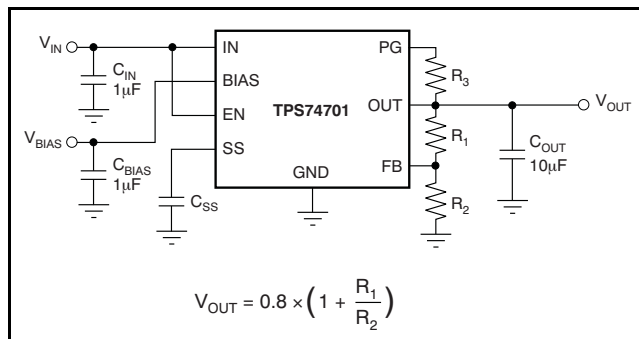 V_IN
C_IN
1μF
V_BIAS
C_BIAS
1μF
C_SS
IN
BIAS
EN
SS
TPS74701
GND
PG
OUT
FB
R_3
R_1
R_2
C_OUT
10μF
V_OUT
V_OUT = 0.8 × (1 + R_1/R_2)